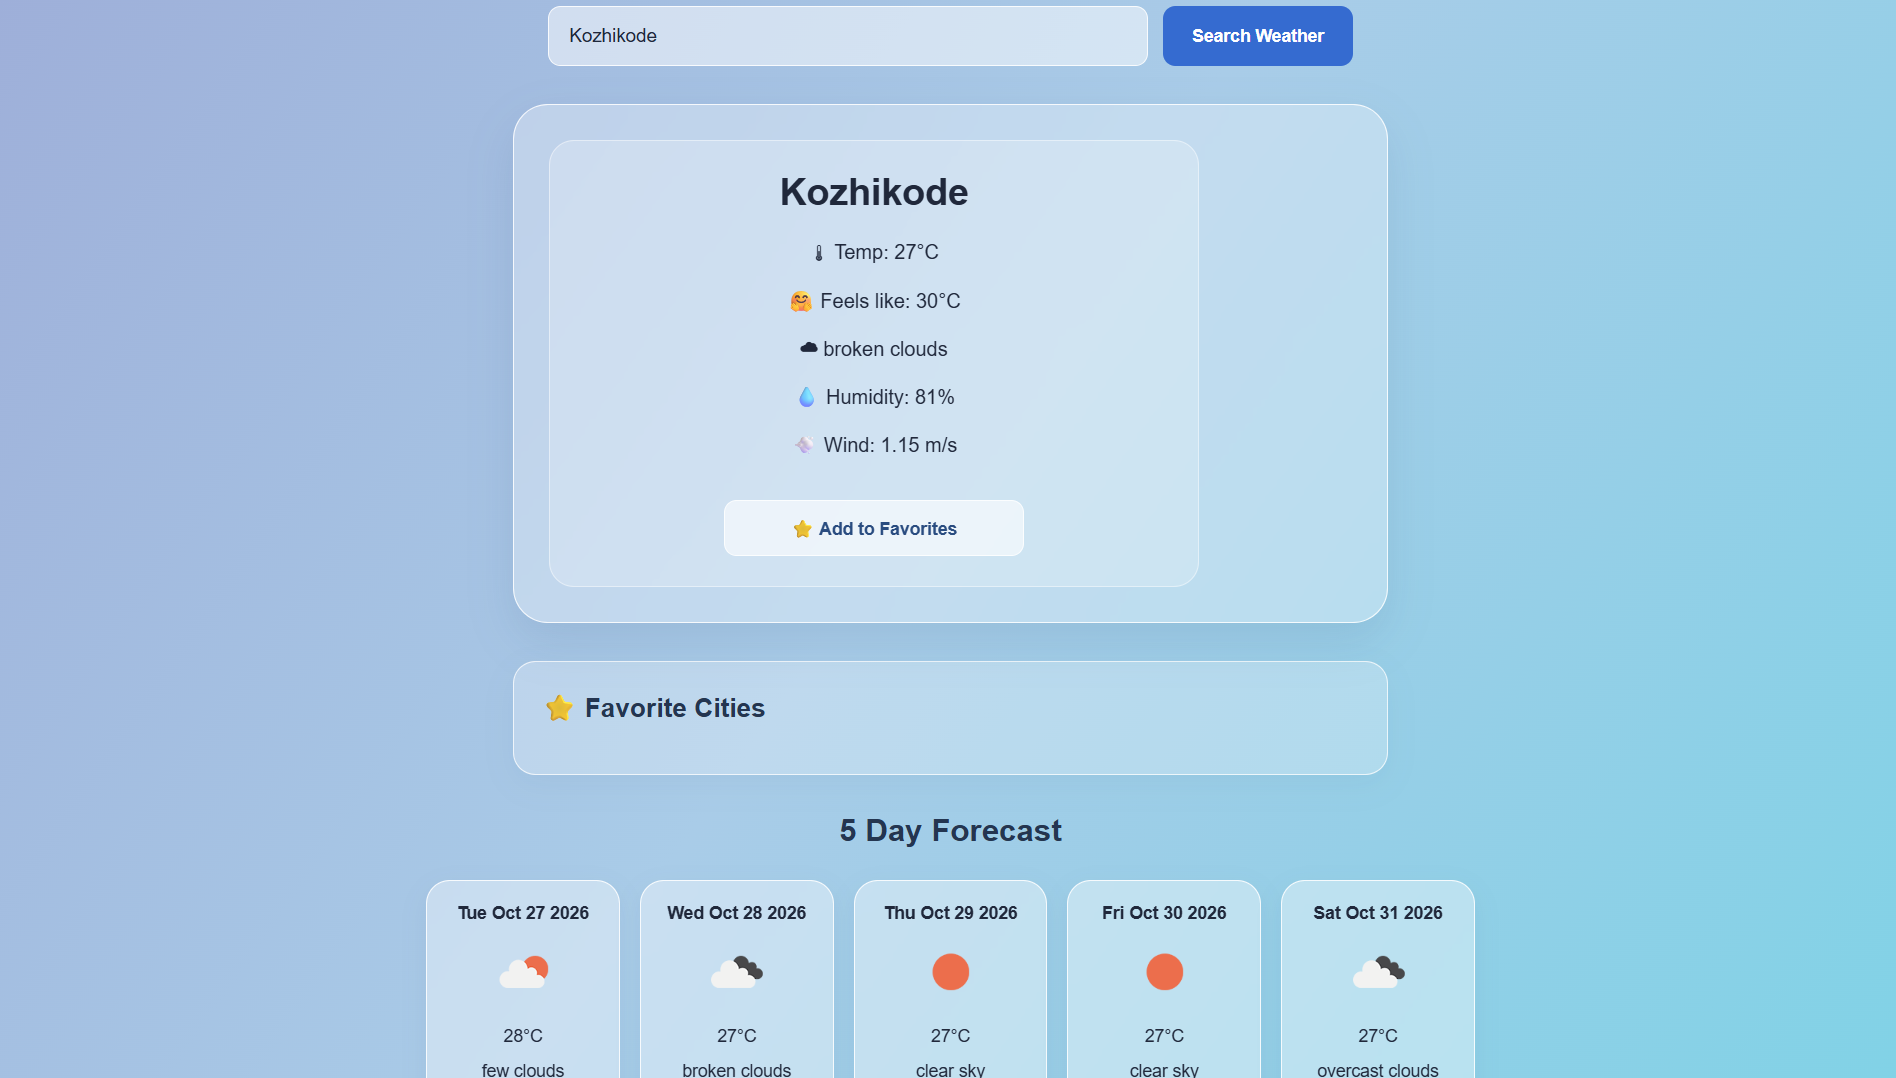 Kozhikode
Search Weather
Kozhikode
🌡 Temp: 27°C
🤗 Feels like: 30°C
☁ broken clouds
💧 Humidity: 81%
💨 Wind: 1.15 m/s
⭐ Add to Favorites
⭐ Favorite Cities
5 Day Forecast
Tue Oct 27 2026
28°C
few clouds
Wed Oct 28 2026
27°C
broken clouds
Thu Oct 29 2026
27°C
clear sky
Fri Oct 30 2026
27°C
clear sky
Sat Oct 31 2026
27°C
overcast clouds